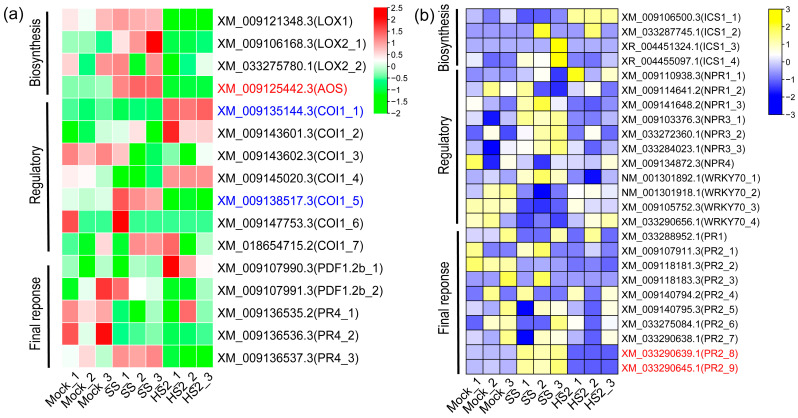 (a)
Biosynthesis
Regulatory
Final reponse
XM_009121348.3(LOX1)
XM_009106168.3(LOX2_1)
XM_033275780.1(LOX2_2)
XM_009125442.3(AOS)
XM_009135144.3(COI1_1)
XM_009143601.3(COI1_2)
XM_009143602.3(COI1_3)
XM_009145020.3(COI1_4)
XM_009138517.3(COI1_5)
XM_009147753.3(COI1_6)
XM_018654715.2(COI1_7)
XM_009107990.3(PDF1.2b_1)
XM_009107991.3(PDF1.2b_2)
XM_009136535.2(PR4_1)
XM_009136536.3(PR4_2)
XM_009136537.3(PR4_3)
2.5
2
1.5
1
0.5
0
−0.5
−1
−1.5
−2
Mock_1
Mock_2
Mock_3
SS_1
SS_2
SS_3
HS2_1
HS2_2
HS2_3
(b)
Biosynthesis
Regulatory
Final reponse
XM_009106500.3(ICS1_1)
XM_033287745.1(ICS1_2)
XR_004451324.1(ICS1_3)
XR_004455097.1(ICS1_4)
XM_009110938.3(NPR1_1)
XM_009114641.2(NPR1_2)
XM_009141648.2(NPR1_3)
XM_009103376.3(NPR3_1)
XM_033272360.1(NPR3_2)
XM_033284023.1(NPR3_3)
XM_009134872.3(NPR4)
NM_001301892.1(WRKY70_1)
NM_001301918.1(WRKY70_2)
XM_009105752.3(WRKY70_3)
XM_033290656.1(WRKY70_4)
XM_033288952.1(PR1)
XM_009107911.3(PR2_1)
XM_009118181.3(PR2_2)
XM_009118183.3(PR2_3)
XM_009140794.2(PR2_4)
XM_009140795.3(PR2_5)
XM_033275084.1(PR2_6)
XM_033290638.1(PR2_7)
XM_033290639.1(PR2_8)
XM_033290645.1(PR2_9)
3
2
1
0
−1
−2
−3
Mock_1
Mock_2
Mock_3
SS_1
SS_2
SS_3
HS2_1
HS2_2
HS2_3